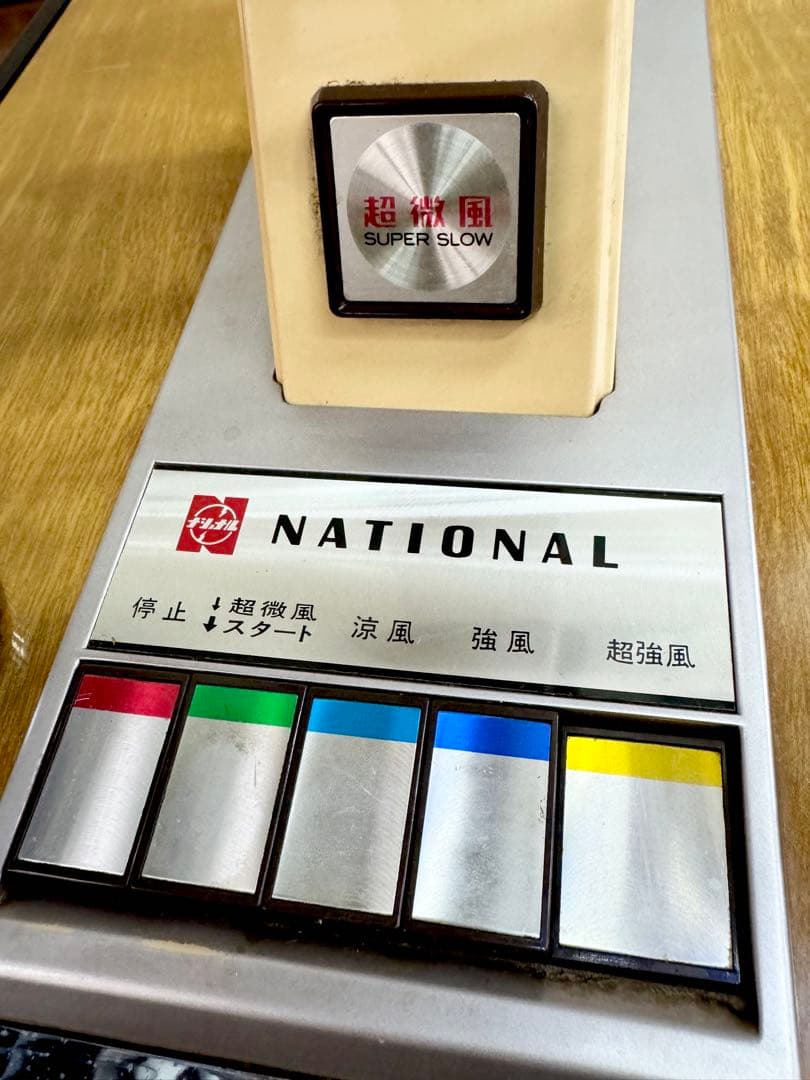 超微風
SUPER SLOW
ナショナル
NATIONAL
停止
↓超微風
↓スタート
涼風
強風
超強風